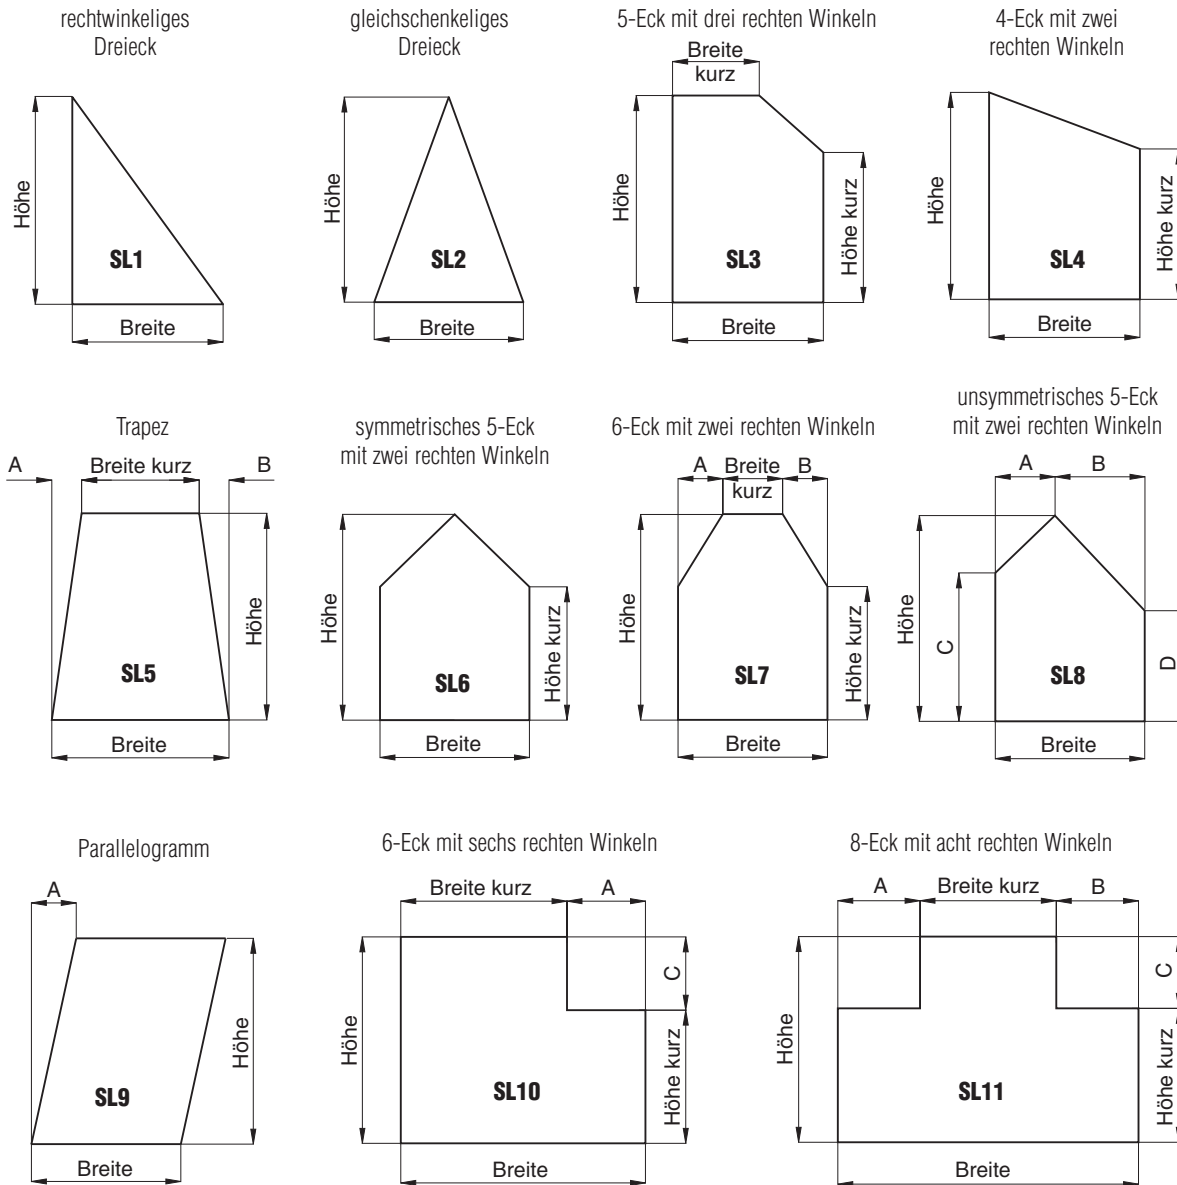 rechtwinkeliges
Dreieck
Höhe
SL1
Breite
gleichschenkeliges
Dreieck
Höhe
SL2
Breite
5-Eck mit drei rechten Winkeln
Breite
kurz
Höhe
SL3
Höhe kurz
Breite
4-Eck mit zwei
rechten Winkeln
Höhe
SL4
Höhe kurz
Breite
Trapez
A
Breite kurz
B
Höhe
SL5
Breite
symmetrisches 5-Eck
mit zwei rechten Winkeln
Höhe
SL6
Höhe kurz
Breite
6-Eck mit zwei rechten Winkeln
A
Breite
kurz
B
Höhe
SL7
Höhe kurz
Breite
unsymmetrisches 5-Eck
mit zwei rechten Winkeln
A
B
Höhe
C
SL8
D
Breite
Parallelogramm
A
Höhe
SL9
Breite
6-Eck mit sechs rechten Winkeln
Breite kurz
A
C
Höhe
SL10
Höhe kurz
Breite
8-Eck mit acht rechten Winkeln
A
Breite kurz
B
C
Höhe
SL11
Höhe kurz
Breite